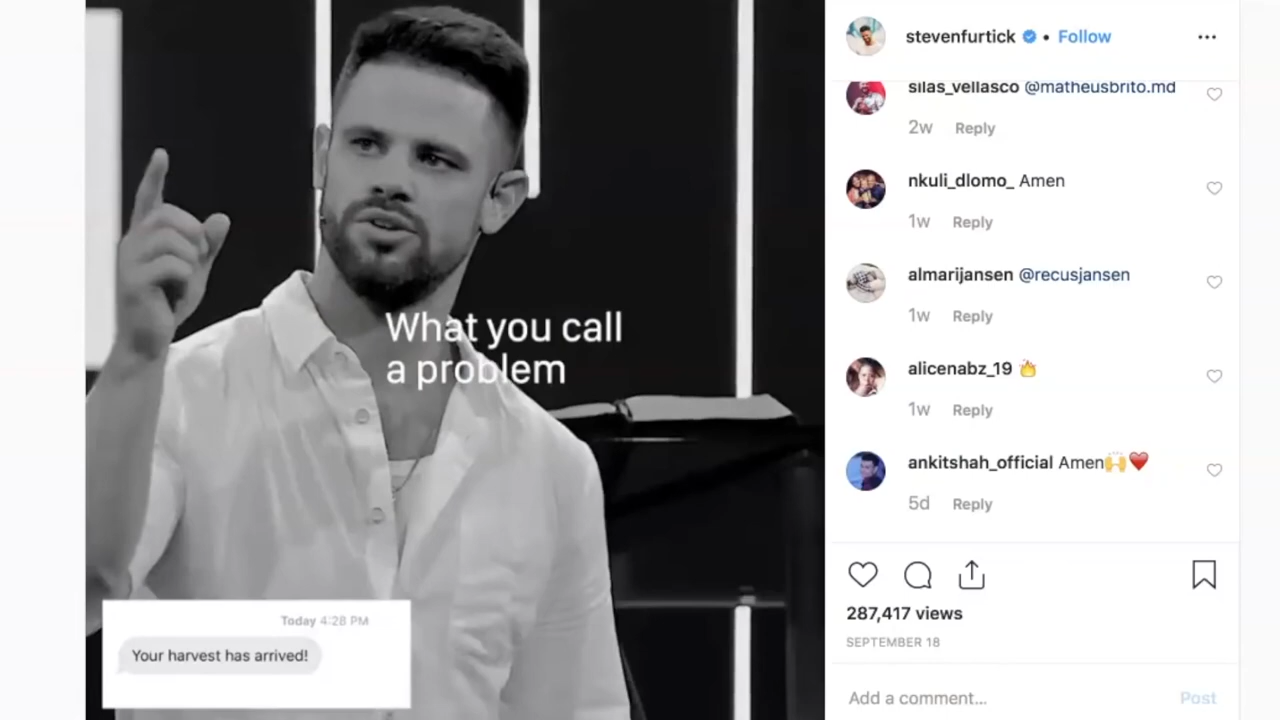 What you call
a problem
Today 4:28 PM
Your harvest has arrived!
stevenfurtick • Follow
silas_vellasco @matheusbrito.md
2w Reply
nkuli_dlomo_ Amen
1w Reply
almarijansen @recusjansen
1w Reply
alicenabz_19 🔥
1w Reply
ankitshah_official Amen🙌❤️
5d Reply
287,417 views
SEPTEMBER 18
Add a comment... Post